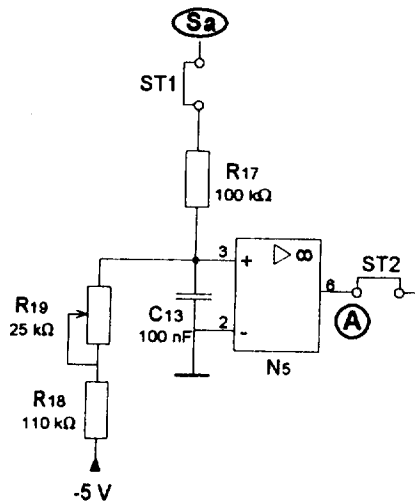 Sa
ST1
R17
100 kΩ
3
+
▷ ∞
6
ST2
R19
25 kΩ
C13
100 nF
2
-
A
N5
R18
110 kΩ
-5 V